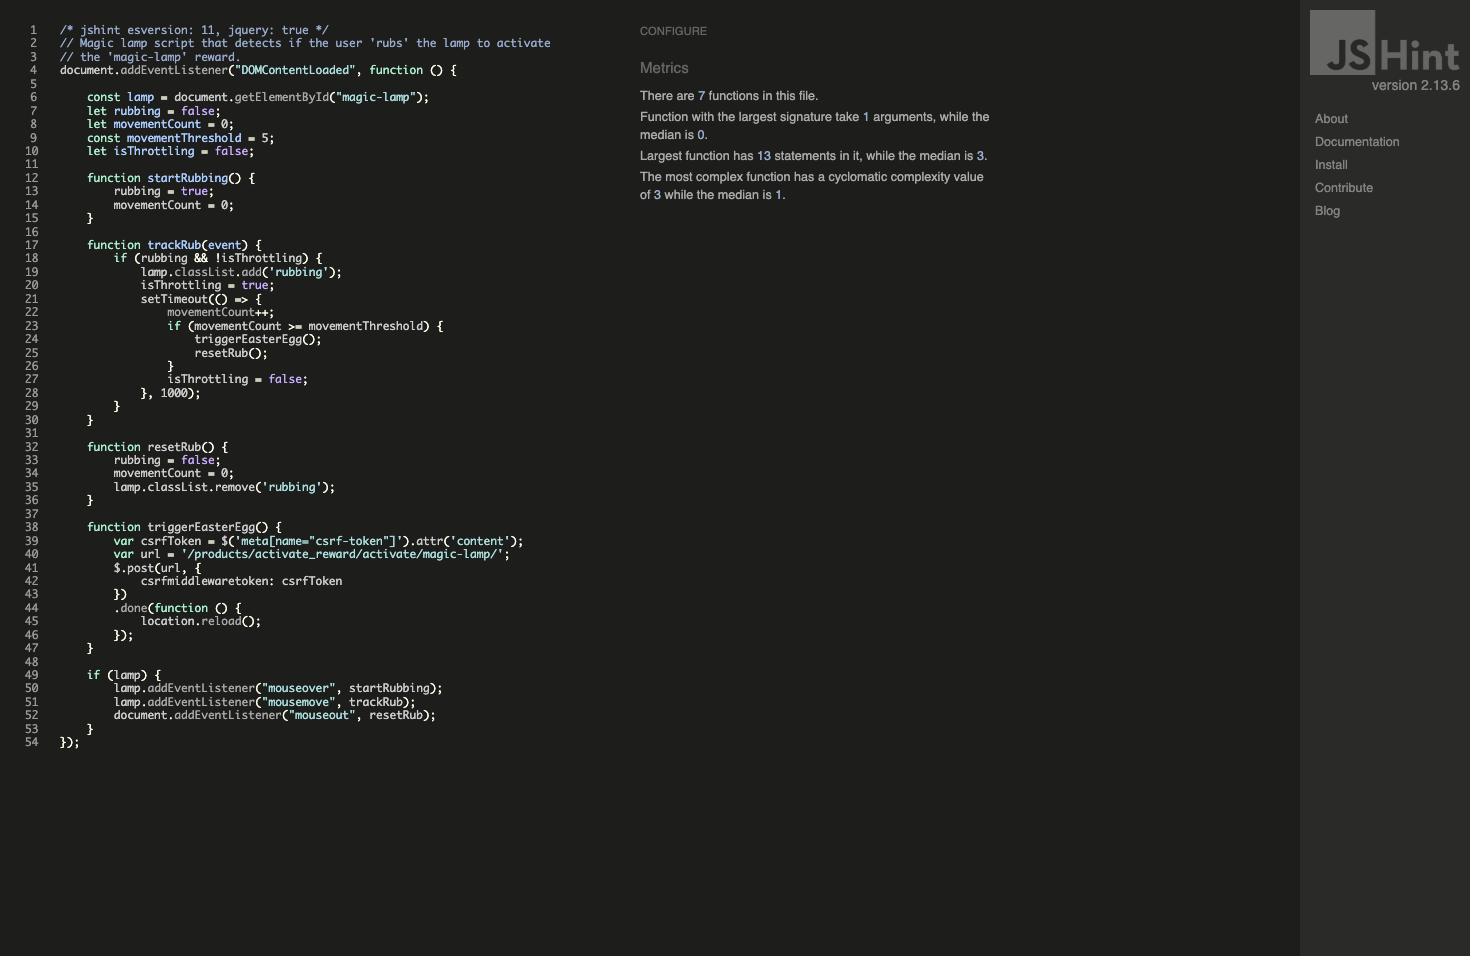 1 /* jshint esversion: 11, jquery: true */
2 // Magic lamp script that detects if the user 'rubs' the lamp to activate
3 // the 'magic-lamp' reward.
4 document.addEventListener("DOMContentLoaded", function () {
5
6 const lamp = document.getElementById("magic-lamp");
7 let rubbing = false;
8 let movementCount = 0;
9 const movementThreshold = 5;
10 let isThrottling = false;
11
12 function startRubbing() {
13 rubbing = true;
14 movementCount = 0;
15 }
16
17 function trackRub(event) {
18 if (rubbing && !isThrottling) {
19 lamp.classList.add('rubbing');
20 isThrottling = true;
21 setTimeout(() => {
22 movementCount++;
23 if (movementCount >= movementThreshold) {
24 triggerEasterEgg();
25 resetRub();
26 }
27 isThrottling = false;
28 }, 1000);
29 }
30 }
31
32 function resetRub() {
33 rubbing = false;
34 movementCount = 0;
35 lamp.classList.remove('rubbing');
36 }
37
38 function triggerEasterEgg() {
39 var csrfToken = $('meta[name="csrf-token"]').attr('content');
40 var url = '/products/activate_reward/activate/magic-lamp/';
41 $.post(url, {
42 csrfmiddlewaretoken: csrfToken
43 })
44 .done(function () {
45 location.reload();
46 });
47 }
48
49 if (lamp) {
50 lamp.addEventListener("mouseover", startRubbing);
51 lamp.addEventListener("mousemove", trackRub);
52 document.addEventListener("mouseout", resetRub);
53 }
54 });
CONFIGURE
Metrics
There are 7 functions in this file.
Function with the largest signature take 1 arguments, while the
median is 0.
Largest function has 13 statements in it, while the median is 3.
The most complex function has a cyclomatic complexity value
of 3 while the median is 1.
JSHint
version 2.13.6
About
Documentation
Install
Contribute
Blog